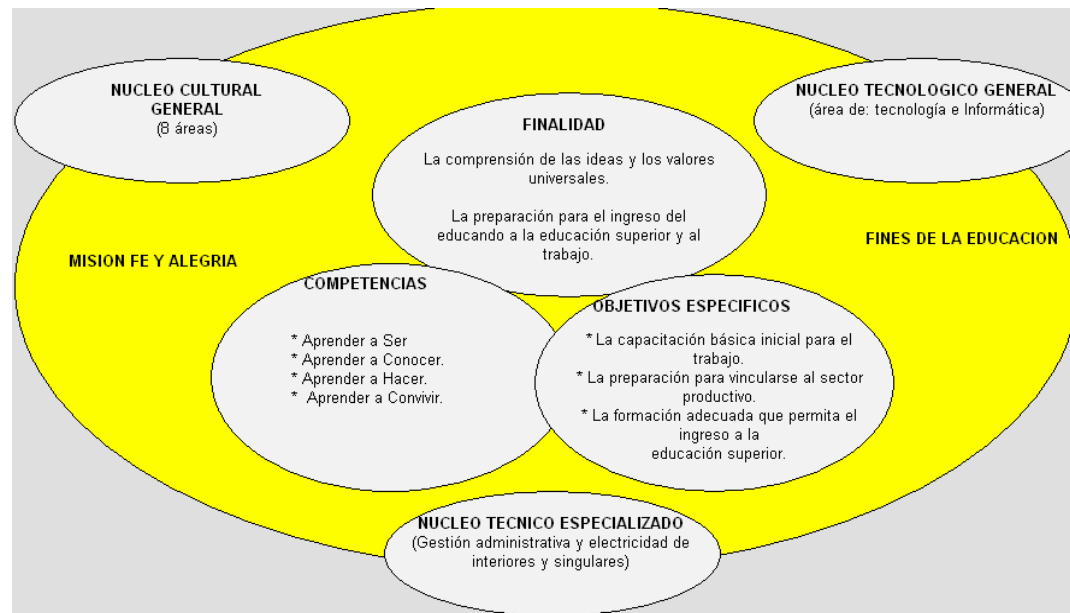 NUCLEO CULTURAL
GENERAL
(8 áreas)
NUCLEO TECNOLOGICO GENERAL
(área de: tecnología e Informática)
FINALIDAD
La comprensión de las ideas y los valores
universales.
La preparación para el ingreso del
educando a la educación superior y al
trabajo.
MISION FE Y ALEGRIA
FINES DE LA EDUCACION
COMPETENCIAS
* Aprender a Ser
* Aprender a Conocer.
* Aprender a Hacer.
* Aprender a Convivir.
OBJETIVOS ESPECIFICOS
* La capacitación básica inicial para el
trabajo.
* La preparación para vincularse al sector
productivo.
* La formación adecuada que permita el
ingreso a la
educación superior.
NUCLEO TECNICO ESPECIALIZADO
(Gestión administrativa y electricidad de
interiores y singulares)